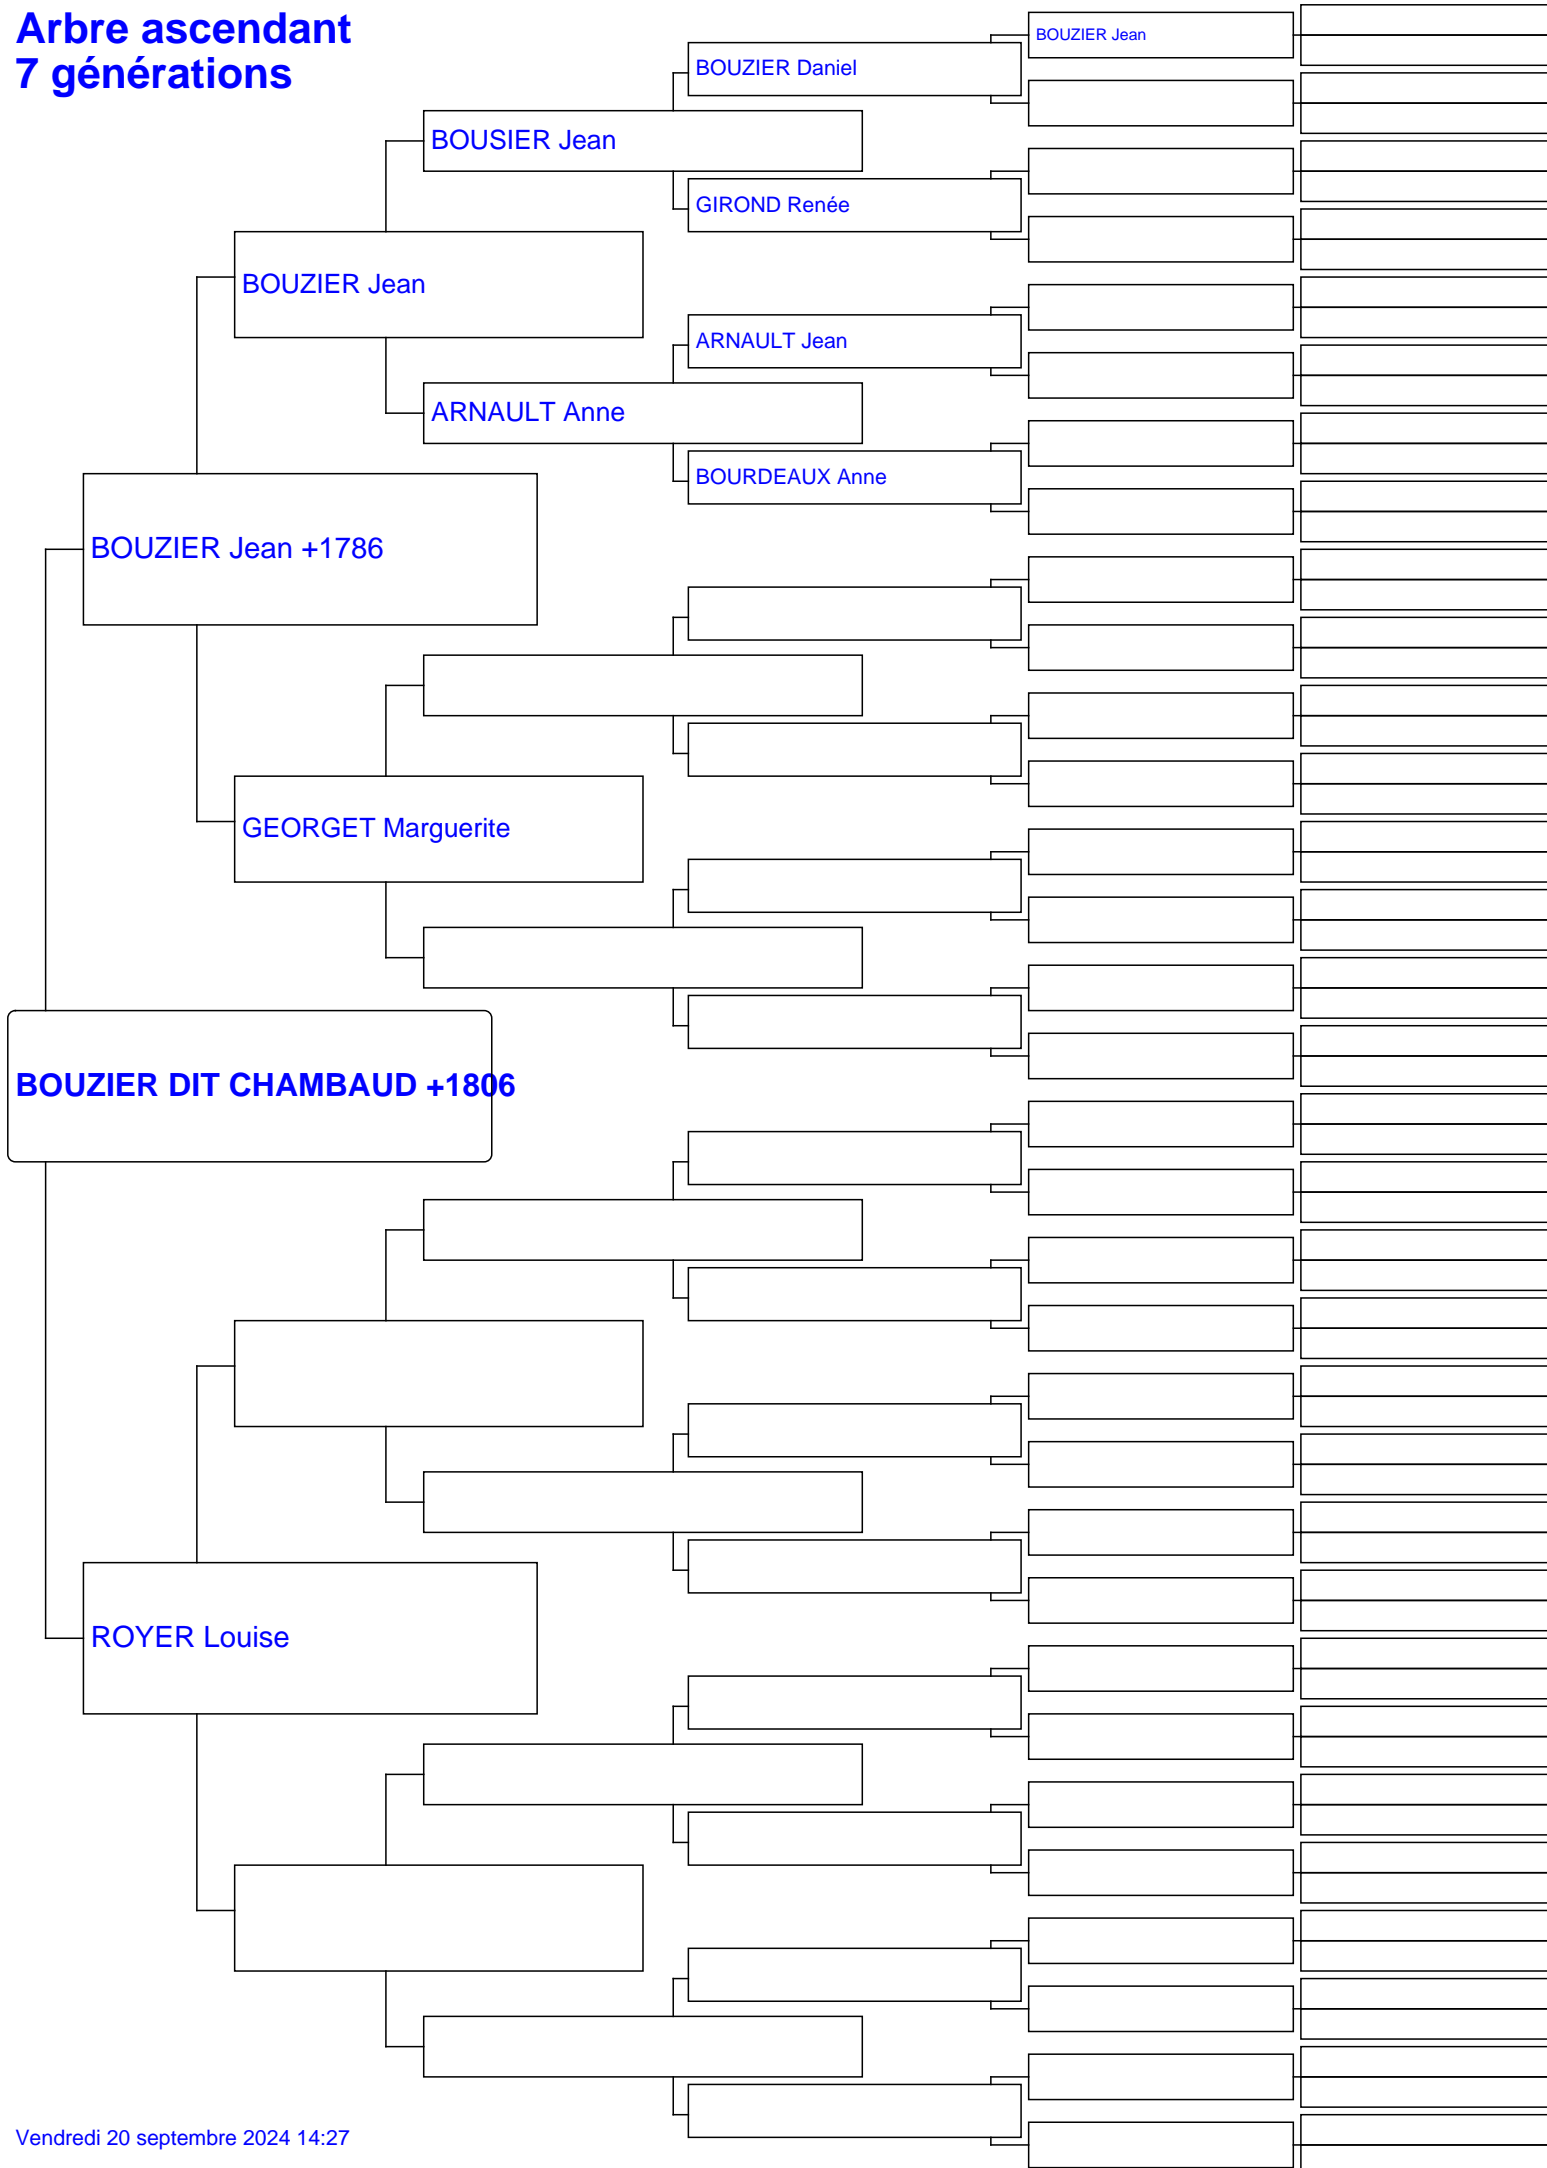 Arbre ascendant
7 générations
BOUZIER Jean
BOUZIER Daniel
BOUSIER Jean
GIROND Renée
BOUZIER Jean
ARNAULT Jean
ARNAULT Anne
BOURDEAUX Anne
BOUZIER Jean +1786
GEORGET Marguerite
BOUZIER DIT CHAMBAUD +1806
ROYER Louise
Vendredi 20 septembre 2024 14:27